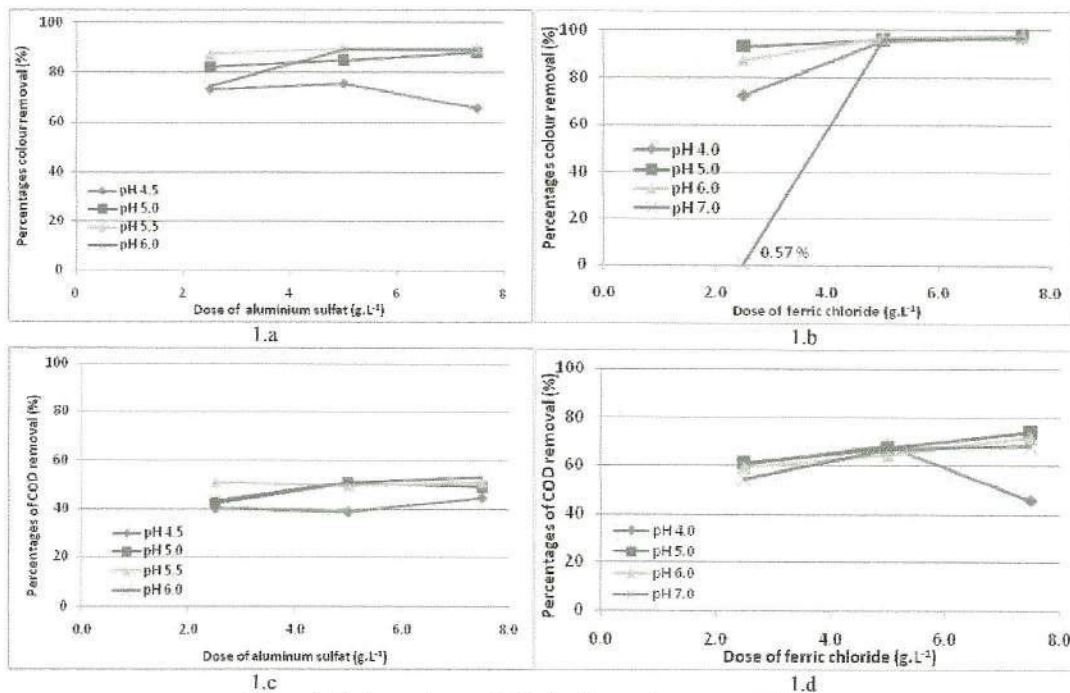 Percentages colour removal (%)
100
80
60
40
20
0
pH 4.5
pH 5.0
pH 5.5
pH 6.0
0.0 2.0 4.0 6.0 8.0
Dose of aluminium sulfat (g.L⁻¹)
1.a
Percentages colour removal (%)
100
80
60
40
20
0
pH 4.0
pH 5.0
pH 6.0
pH 7.0
0.57 %
0.0 2.0 4.0 6.0 8.0
Dose of ferric chloride (g.L⁻¹)
1.b
Percentages of COD removal (%)
100
80
60
40
20
0
pH 4.5
pH 5.0
pH 5.5
pH 6.0
0.0 2.0 4.0 6.0 8.0
Dose of aluminum sulfat (g.L⁻¹)
1.c
Percentages of COD removal (%)
100
80
60
40
20
0
pH 4.0
pH 5.0
pH 6.0
pH 7.0
0.0 2.0 4.0 6.0 8.0
Dose of ferric chloride (g.L⁻¹)
1.d